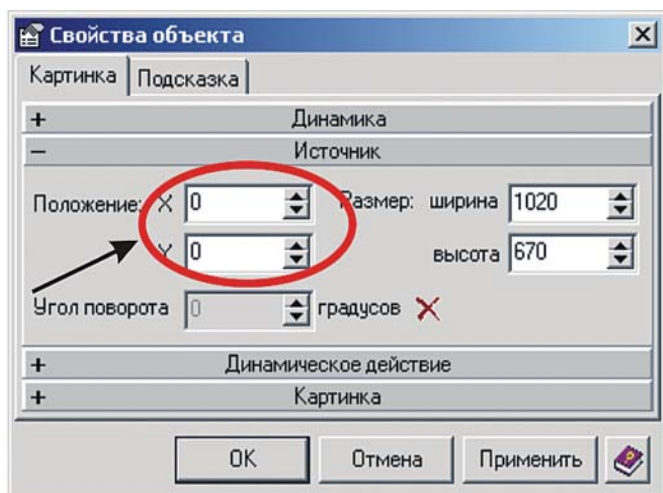 Свойства объекта
Картинка Подсказка
+ Динамика
− Источник
Положение: X 0 Размер: ширина 1020
Y 0 высота 670
Угол поворота 0 градусов
+ Динамическое действие
+ Картинка
OK Отмена Применить